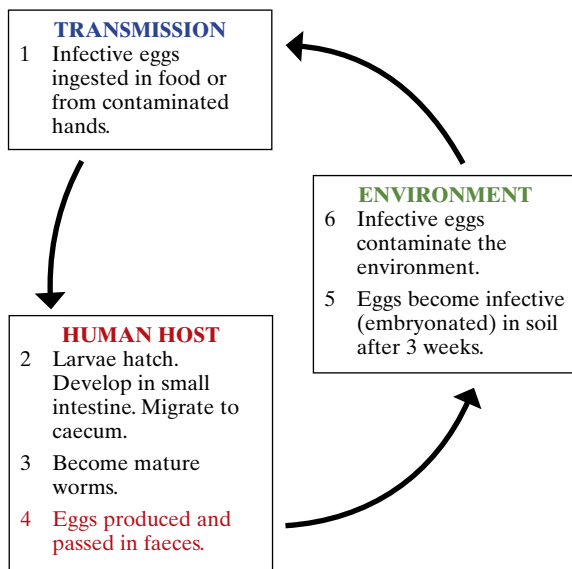 TRANSMISSION
1 Infective eggs
ingested in food or
from contaminated
hands.
HUMAN HOST
2 Larvae hatch.
Develop in small
intestine. Migrate to
caecum.
3 Become mature
worms.
4 Eggs produced and
passed in faeces.
ENVIRONMENT
6 Infective eggs
contaminate the
environment.
5 Eggs become infective
(embryonated) in soil
after 3 weeks.